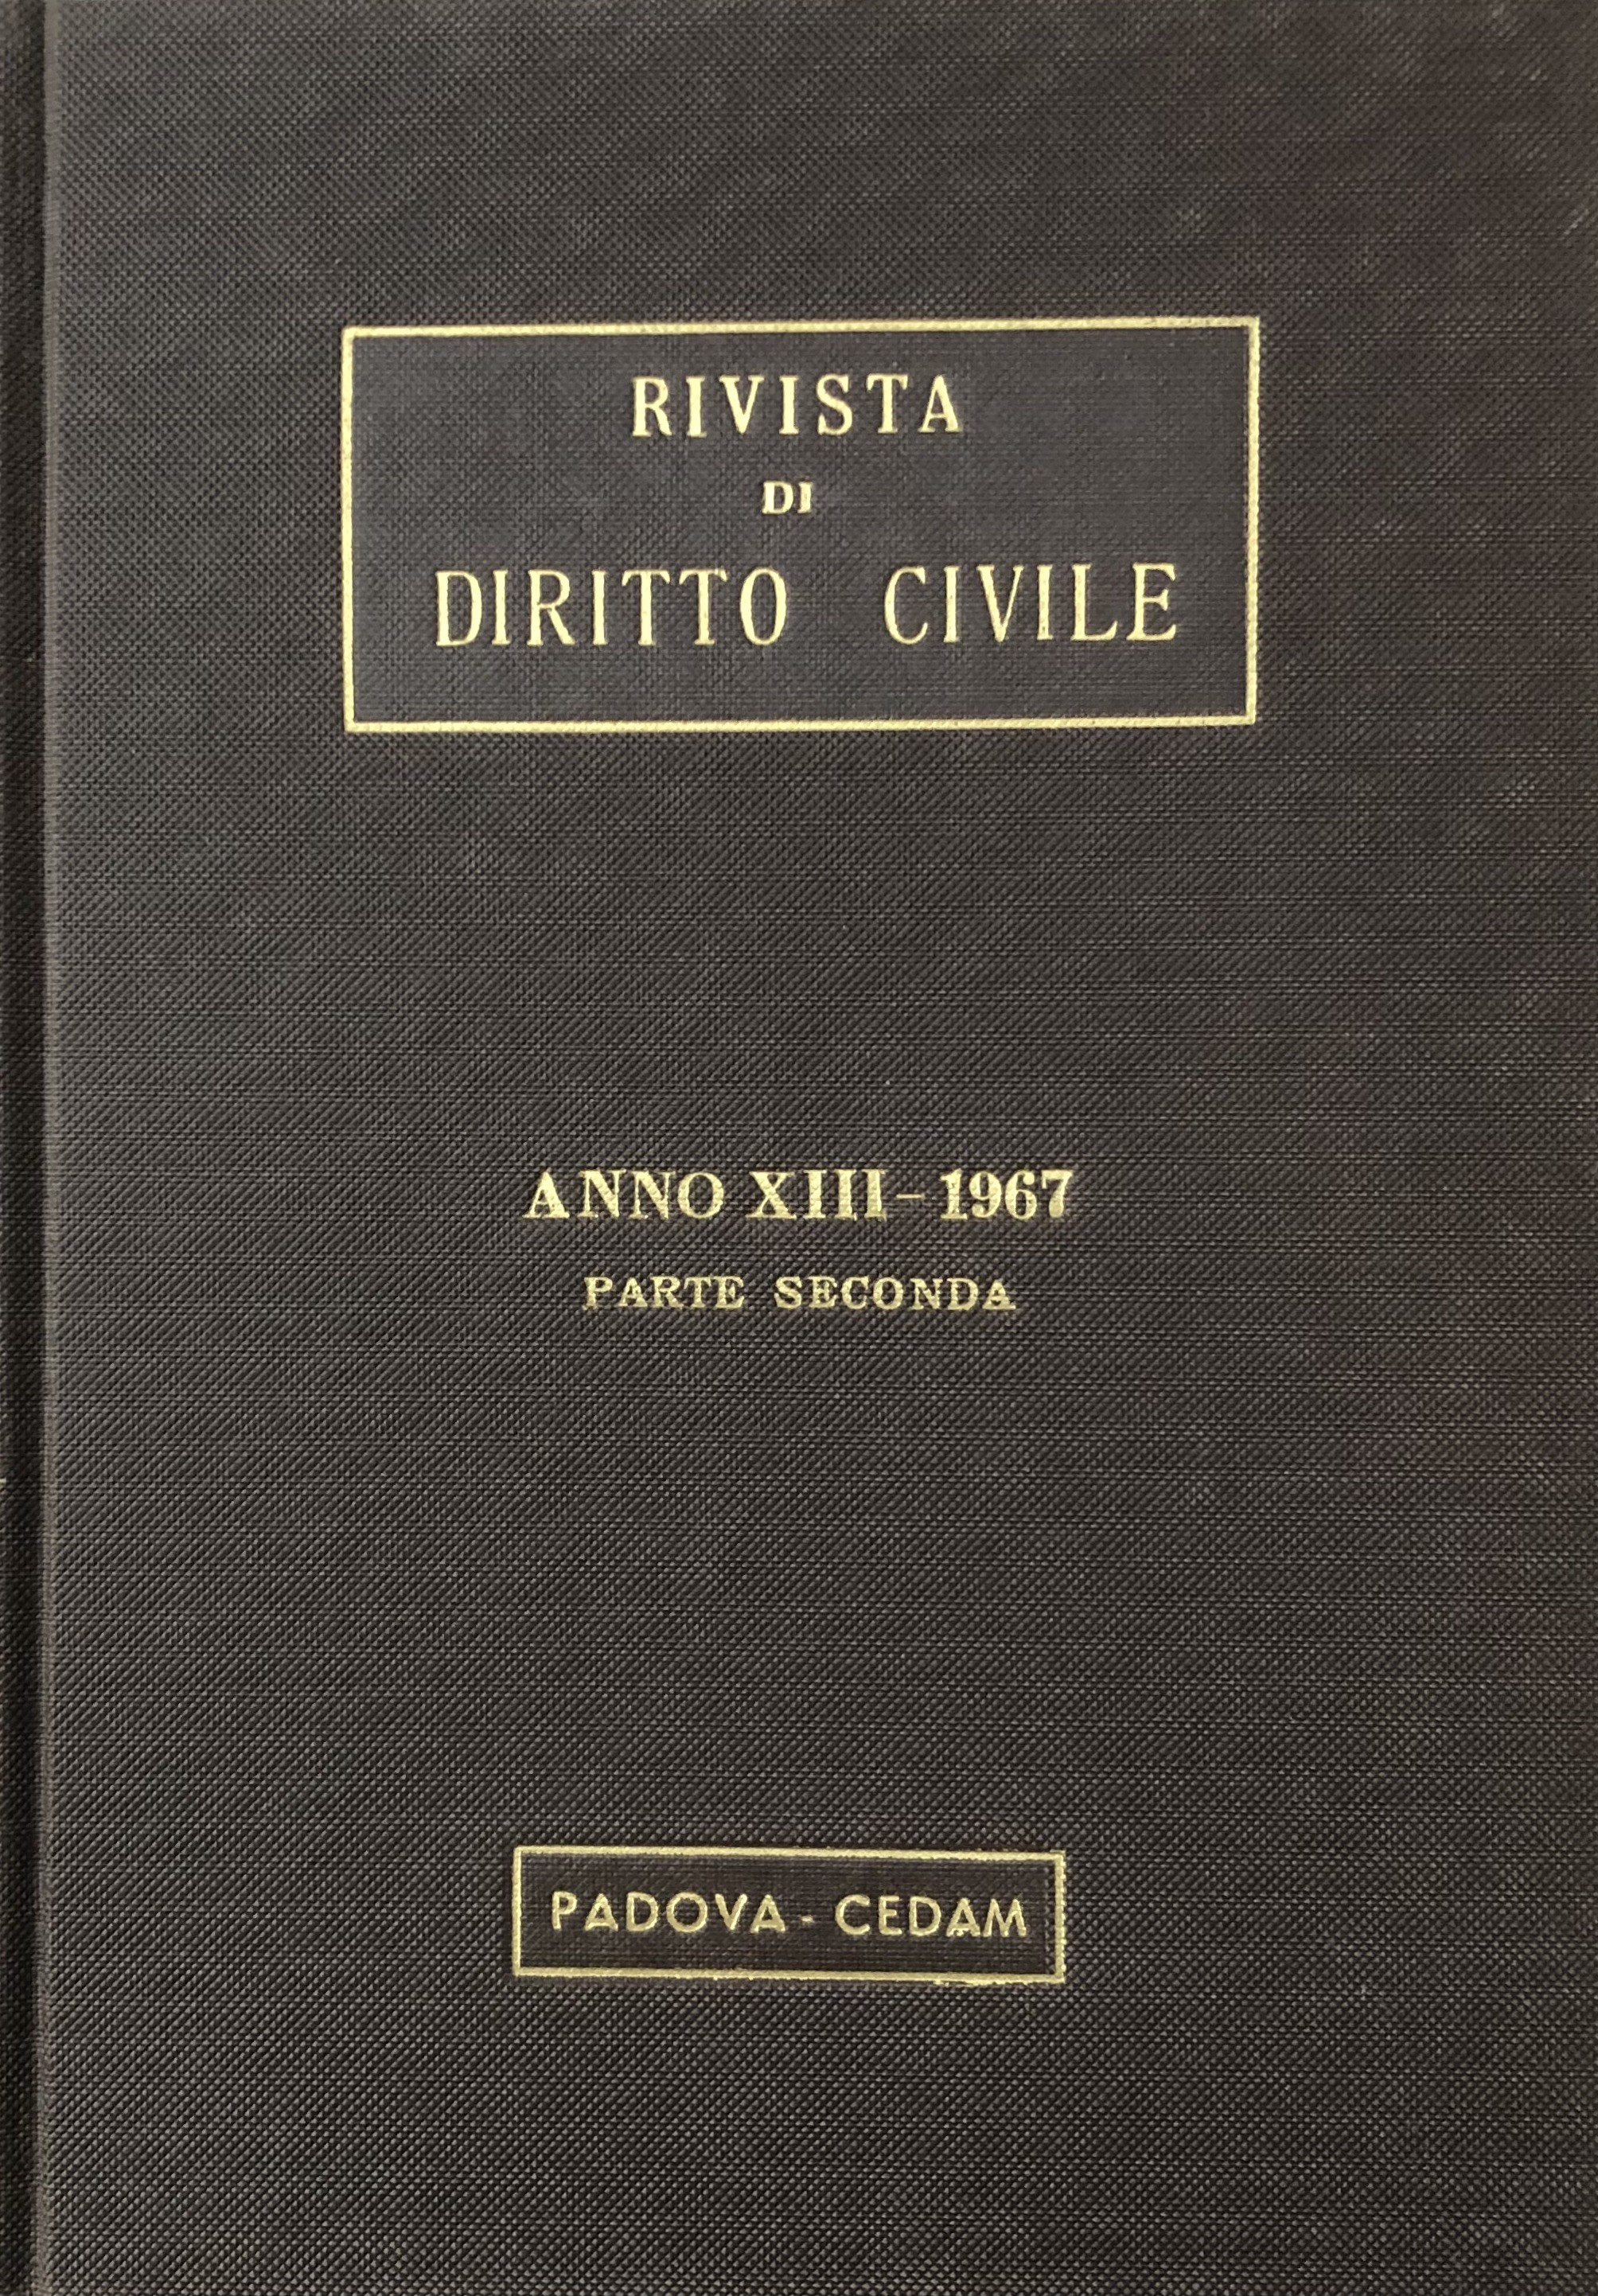 RIVISTA
DI
DIRITTO CIVILE
ANNO XIII - 1967
PARTE SECONDA
PADOVA - CEDAM